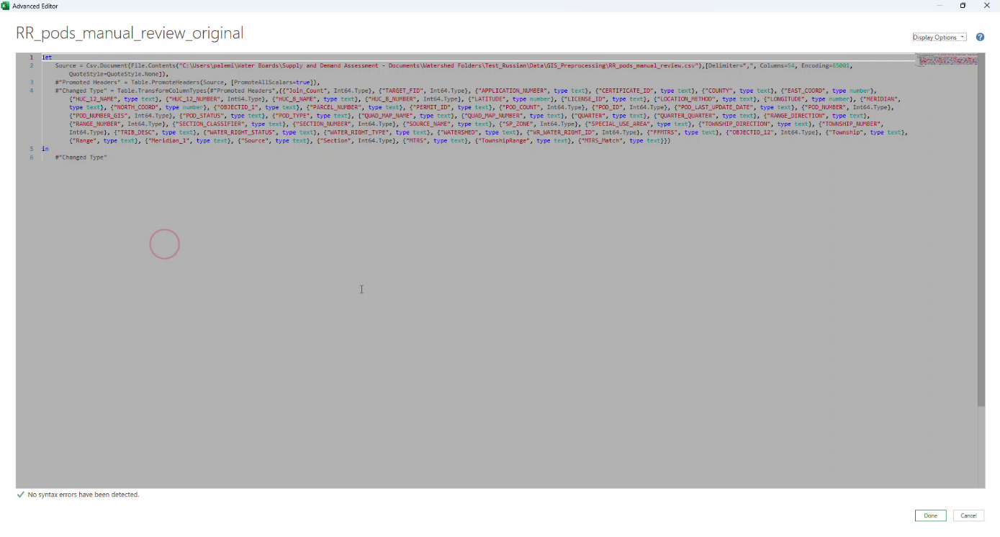 Advanced Editor
RR_pods_manual_review_original
Display Options
?
1 let
2 Source = Csv.Document(File.Contents("C:\Users\palemi\Water Boards\Supply and Demand Assessment - Documents\Watershed Folders\Test_Russian\Data\GIS_Preprocessing\RR_pods_manual_review.csv"),[Delimiter=",", Columns=54, Encoding=65001,
QuoteStyle=QuoteStyle.None]),
3 #"Promoted Headers" = Table.PromoteHeaders(Source, [PromoteAllScalars=true]),
4 #"Changed Type" = Table.TransformColumnTypes(#"Promoted Headers",{{"Join_Count", Int64.Type}, {"TARGET_FID", Int64.Type}, {"APPLICATION_NUMBER", type text}, {"CERTIFICATE_ID", type text}, {"COUNTY", type text}, {"EAST_COORD", type number},
{"HUC_12_NAME", type text}, {"HUC_12_NUMBER", Int64.Type}, {"HUC_8_NAME", type text}, {"HUC_8_NUMBER", Int64.Type}, {"LATITUDE", type number}, {"LICENSE_ID", type text}, {"LOCATION_METHOD", type text}, {"LONGITUDE", type number}, {"MERIDIAN",
type text}, {"NORTH_COORD", type number}, {"OBJECTID_1", type text}, {"PARCEL_NUMBER", type text}, {"PERMIT_ID", type text}, {"POD_COUNT", Int64.Type}, {"POD_ID", Int64.Type}, {"POD_LAST_UPDATE_DATE", type text}, {"POD_NUMBER", Int64.Type},
{"POD_NUMBER_GIS", Int64.Type}, {"POD_STATUS", type text}, {"POD_TYPE", type text}, {"QUAD_MAP_NAME", type text}, {"QUAD_MAP_NUMBER", type text}, {"QUARTER", type text}, {"QUARTER_QUARTER", type text}, {"RANGE_DIRECTION", type text},
{"RANGE_NUMBER", Int64.Type}, {"SECTION_CLASSIFIER", type text}, {"SECTION_NUMBER", Int64.Type}, {"SOURCE_NAME", type text}, {"SP_ZONE", Int64.Type}, {"SPECIAL_USE_AREA", type text}, {"TOWNSHIP_DIRECTION", type text}, {"TOWNSHIP_NUMBER",
Int64.Type}, {"TRIB_DESC", type text}, {"WATER_RIGHT_STATUS", type text}, {"WATER_RIGHT_TYPE", type text}, {"WATERSHED", type text}, {"WR_WATER_RIGHT_ID", Int64.Type}, {"FFMTRS", type text}, {"OBJECTID_12", Int64.Type}, {"Township", type text},
{"Range", type text}, {"Meridian_1", type text}, {"Source", type text}, {"Section", Int64.Type}, {"MTRS", type text}, {"TownshipRange", type text}, {"MTRS_Match", type text}})
5 in
6 #"Changed Type"
No syntax errors have been detected.
Done
Cancel